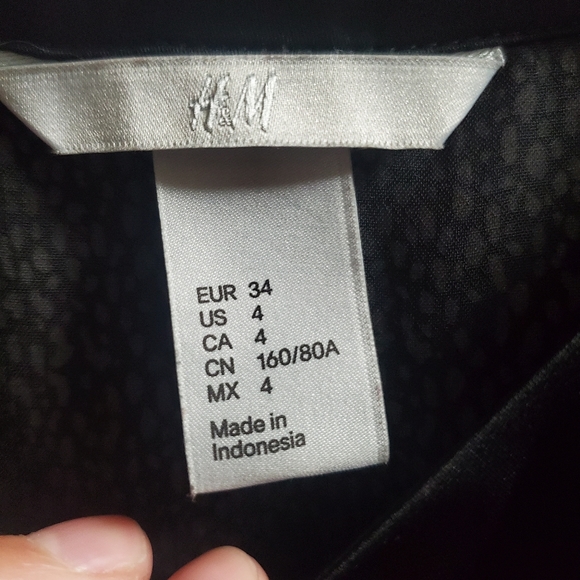 H&M
EUR 34
US 4
CA 4
CN 160/80A
MX 4
Made in
Indonesia